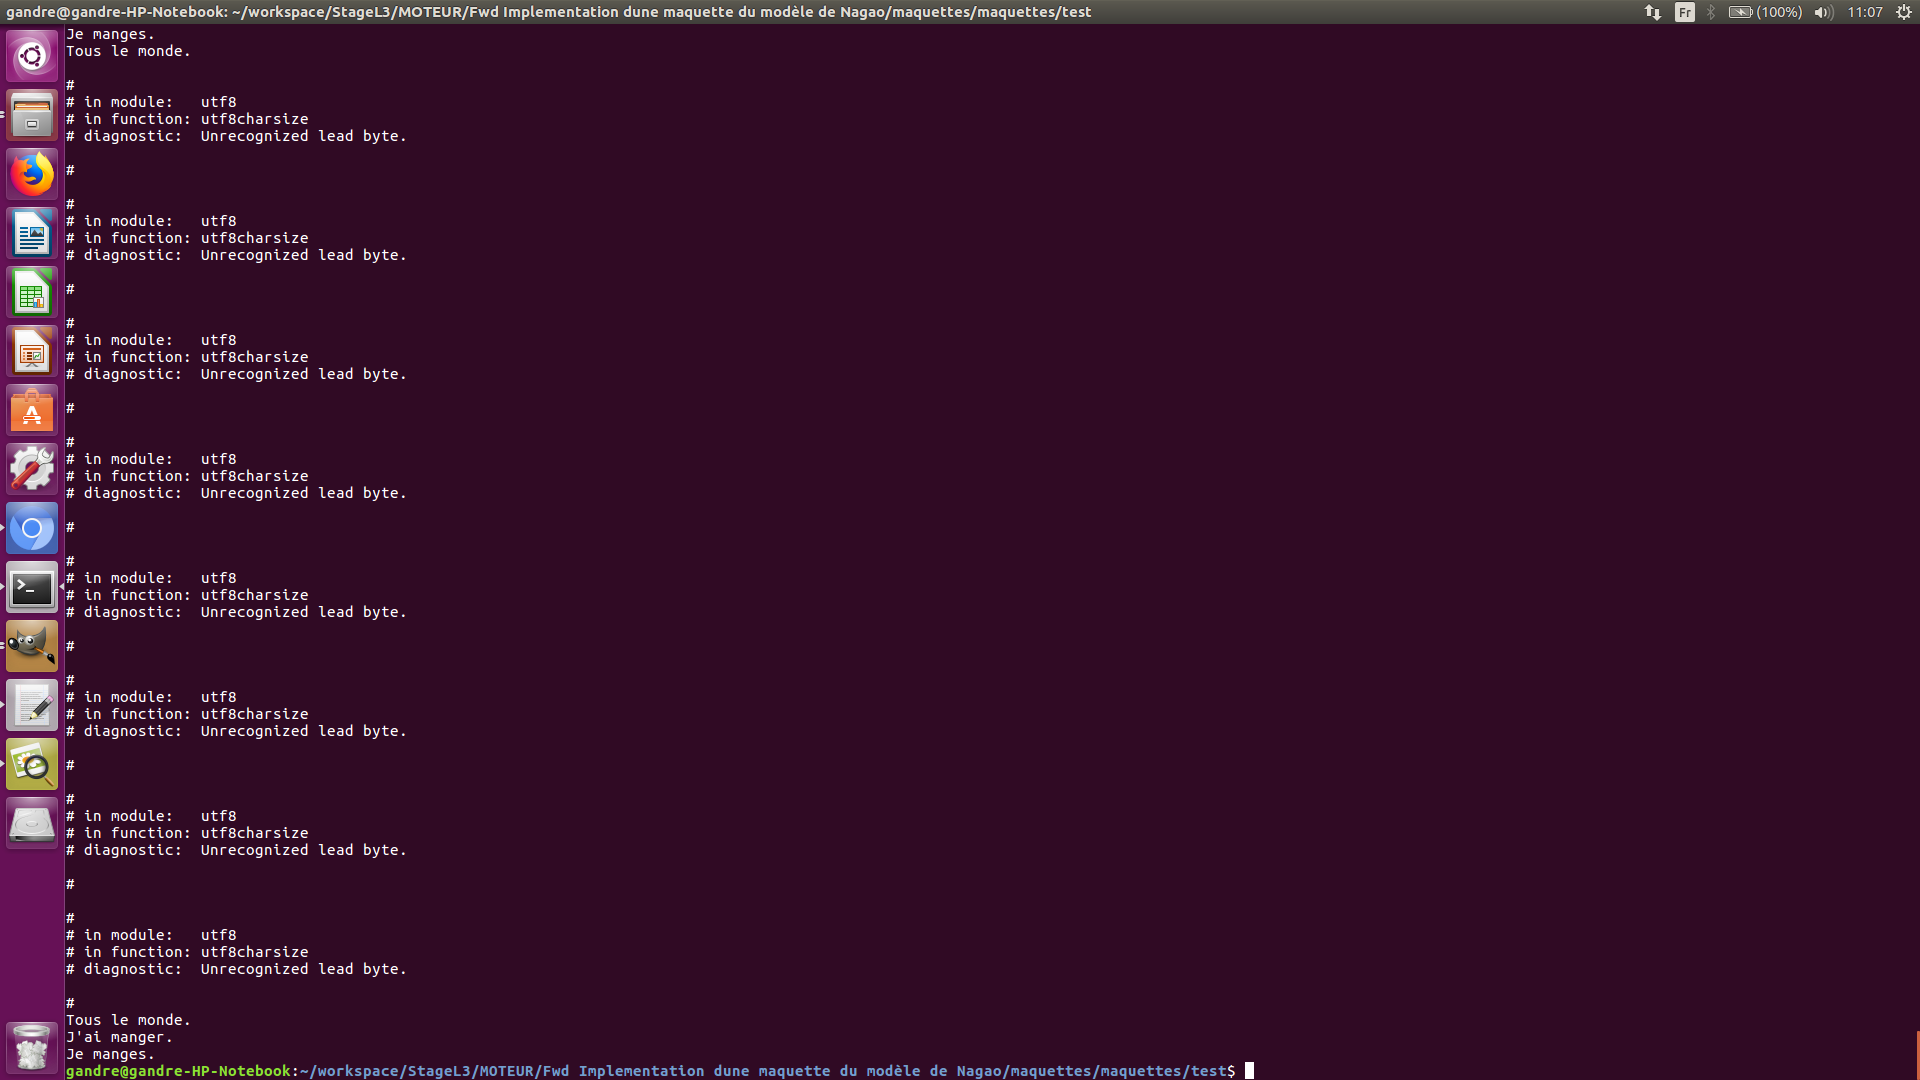 gandre@gandre-HP-Notebook: ~/workspace/StageL3/MOTEUR/Fwd Implementation dune maquette du modèle de Nagao/maquettes/maquettes/test
Fr
(100%)
11:07
Je manges.
Tous le monde.
#
# in module:   utf8
# in function: utf8charsize
# diagnostic:  Unrecognized lead byte.
#
#
# in module:   utf8
# in function: utf8charsize
# diagnostic:  Unrecognized lead byte.
#
#
# in module:   utf8
# in function: utf8charsize
# diagnostic:  Unrecognized lead byte.
#
#
# in module:   utf8
# in function: utf8charsize
# diagnostic:  Unrecognized lead byte.
#
#
# in module:   utf8
# in function: utf8charsize
# diagnostic:  Unrecognized lead byte.
#
#
# in module:   utf8
# in function: utf8charsize
# diagnostic:  Unrecognized lead byte.
#
#
# in module:   utf8
# in function: utf8charsize
# diagnostic:  Unrecognized lead byte.
#
#
# in module:   utf8
# in function: utf8charsize
# diagnostic:  Unrecognized lead byte.
#
Tous le monde.
J'ai manger.
Je manges.
gandre@gandre-HP-Notebook:~/workspace/StageL3/MOTEUR/Fwd Implementation dune maquette du modèle de Nagao/maquettes/maquettes/test$